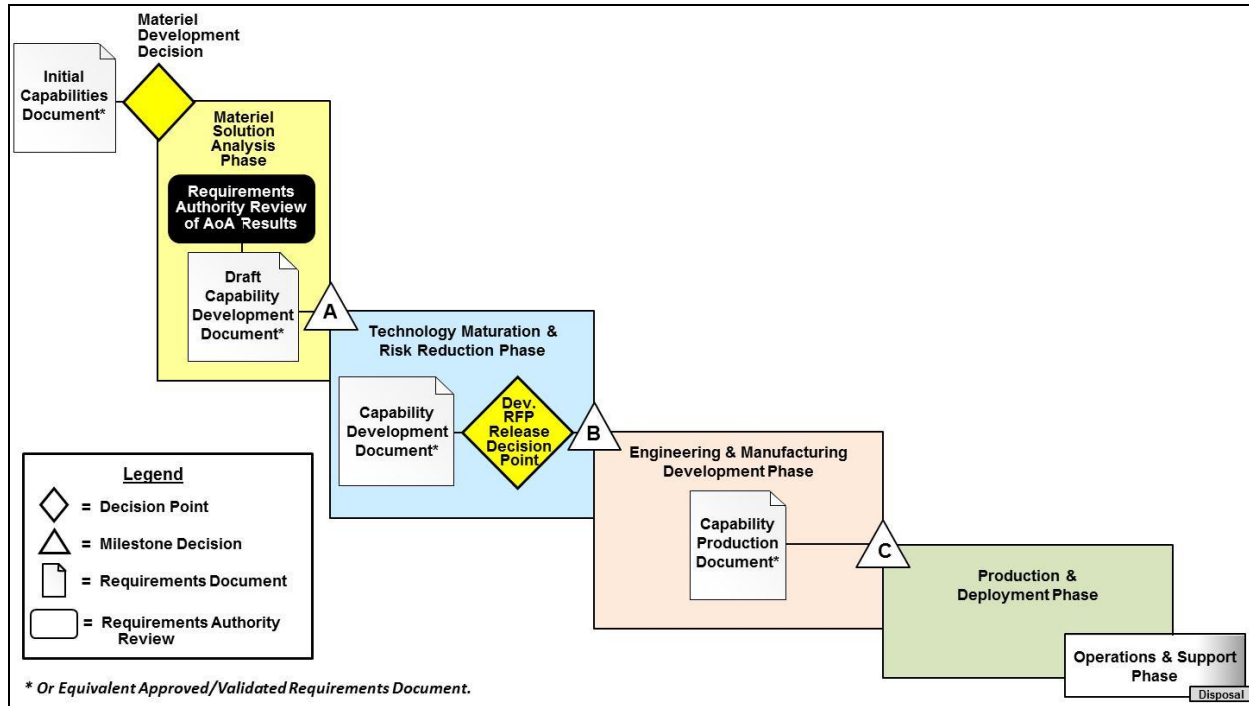 Materiel
Development
Decision
Initial
Capabilities
Document*
Materiel
Solution
Analysis
Phase
Requirements
Authority Review
of AoA Results
Draft
Capability
Development
Document*
A
Technology Maturation &
Risk Reduction Phase
Capability
Development
Document*
Dev.
RFP
Release
Decision
Point
B
Engineering & Manufacturing
Development Phase
Capability
Production
Document*
C
Production &
Deployment Phase
Operations & Support
Phase
Disposal
Legend
= Decision Point
= Milestone Decision
= Requirements Document
= Requirements Authority
Review
* Or Equivalent Approved/Validated Requirements Document.